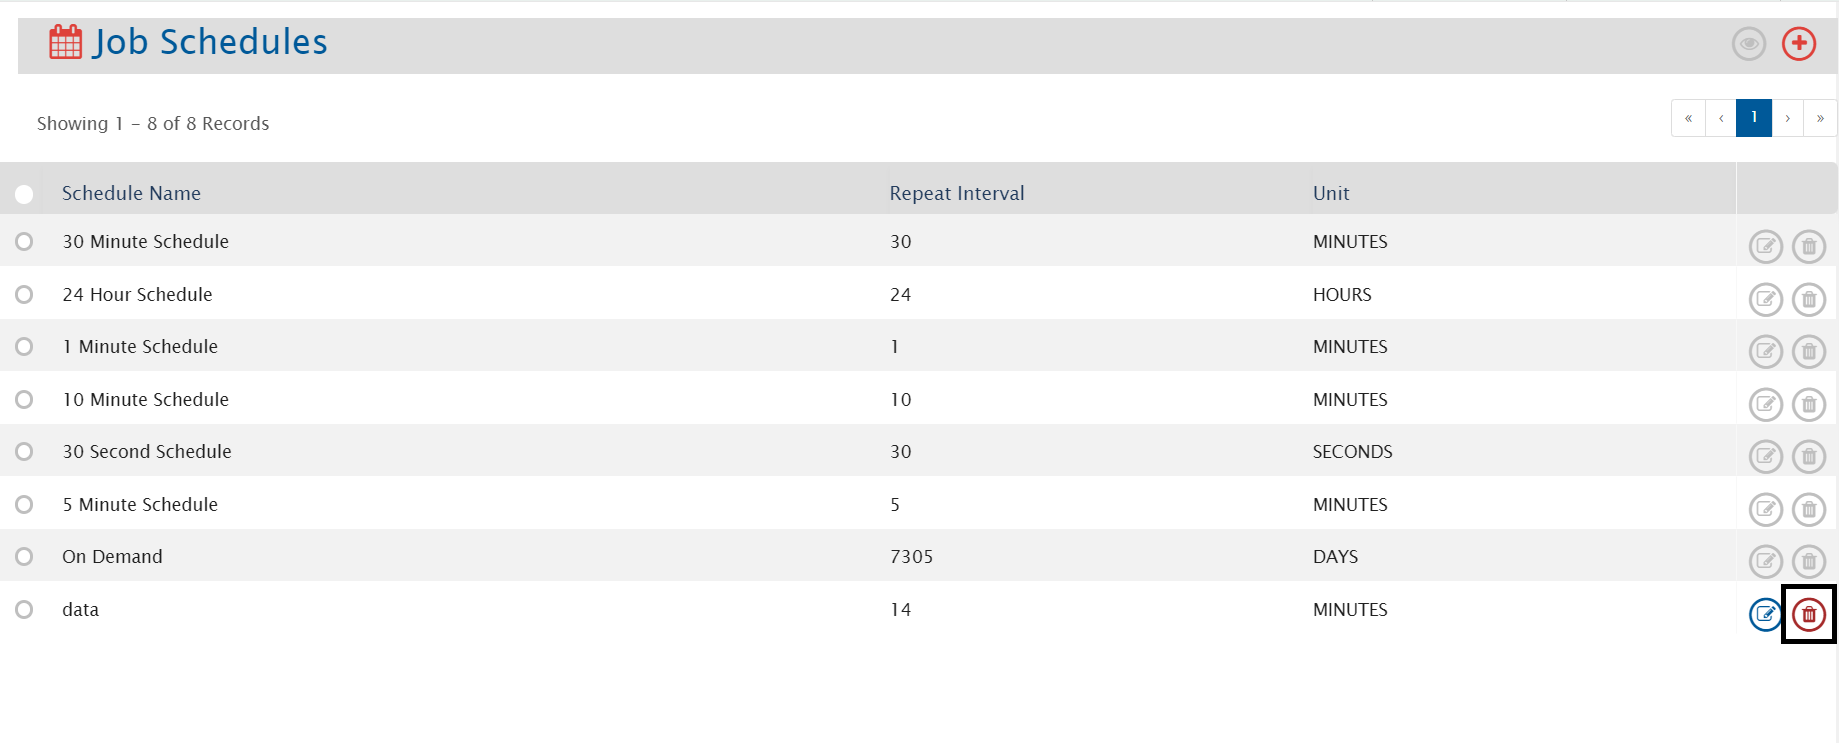 Job Schedules
Showing 1 - 8 of 8 Records
« ‹ 1 › »
Schedule Name Repeat Interval Unit
30 Minute Schedule 30 MINUTES
24 Hour Schedule 24 HOURS
1 Minute Schedule 1 MINUTES
10 Minute Schedule 10 MINUTES
30 Second Schedule 30 SECONDS
5 Minute Schedule 5 MINUTES
On Demand 7305 DAYS
data 14 MINUTES